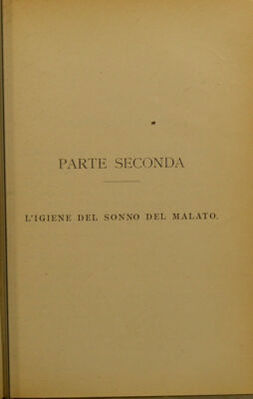 PARTE SECONDA
L'IGIENE DEL SONNO DEL MALATO.